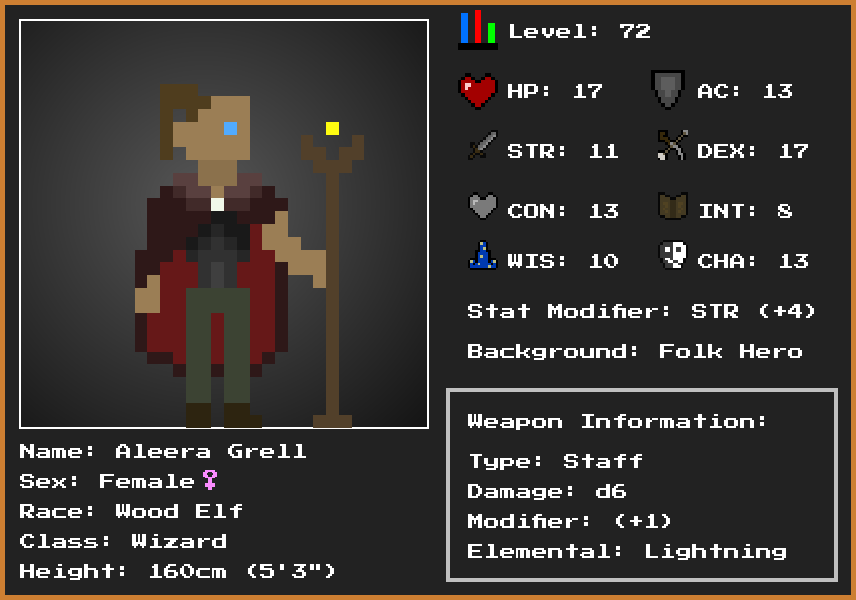 Level: 72
HP: 17 AC: 13
STR: 11 DEX: 17
CON: 13 INT: 8
WIS: 10 CHA: 13
Stat Modifier: STR (+4)
Background: Folk Hero
Weapon Information:
Type: Staff
Damage: d6
Modifier: (+1)
Elemental: Lightning
Name: Aleera Grell
Sex: Female♀
Race: Wood Elf
Class: Wizard
Height: 160cm (5'3")